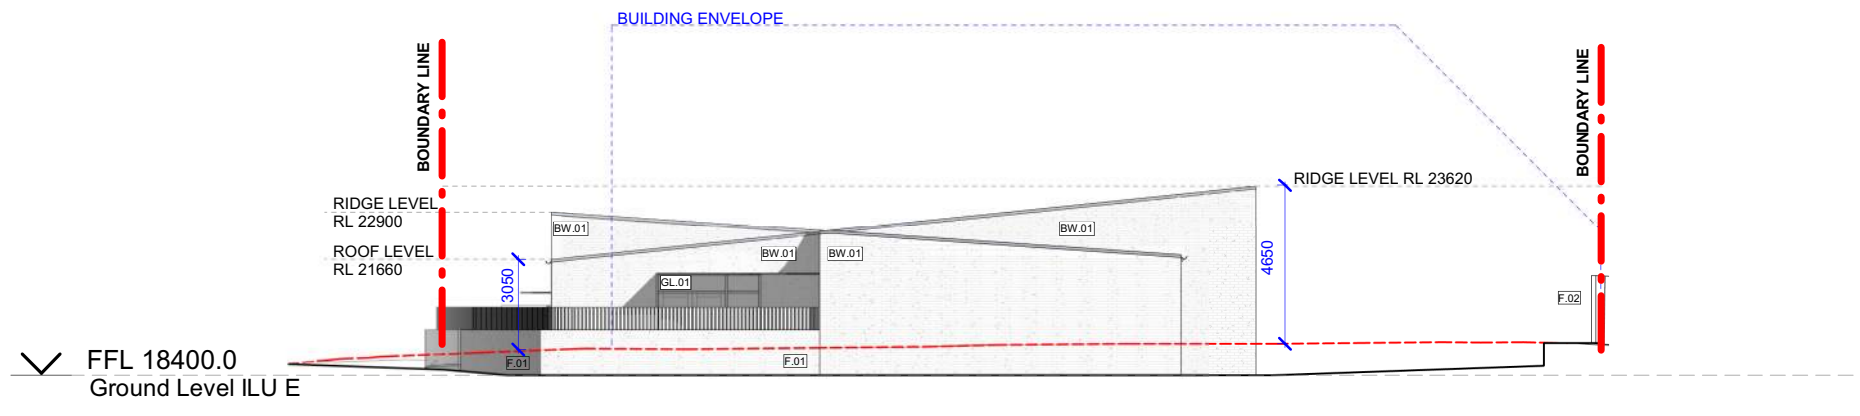 BUILDING ENVELOPE
BOUNDARY LINE
BOUNDARY LINE
RIDGE LEVEL RL 23620
RIDGE LEVEL
RL 22900
BW.01
BW.01
ROOF LEVEL
RL 21660
BW.01
BW.01
3050
4650
GL.01
F.02
F.01
F.01
FFL 18400.0
Ground Level ILU E